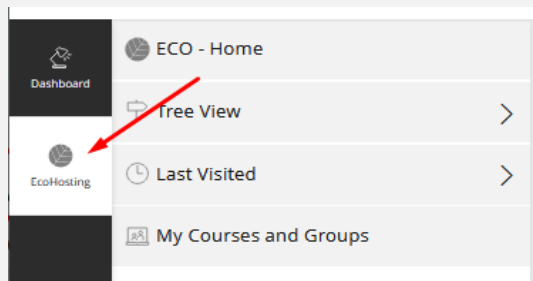 Dashboard
EcoHosting
ECO - Home
Tree View
Last Visited
My Courses and Groups